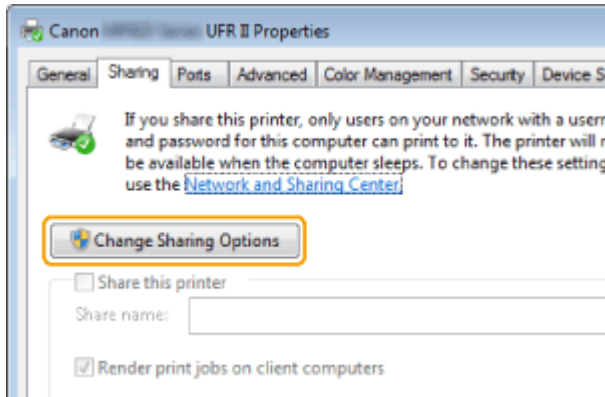 Canon UFR II Properties
General Sharing Ports Advanced Color Management Security Device S
If you share this printer, only users on your network with a usern
and password for this computer can print to it. The printer will
be available when the computer sleeps. To change these setting
use the Network and Sharing Center.
Change Sharing Options
Share this printer
Share name:
Render print jobs on client computers